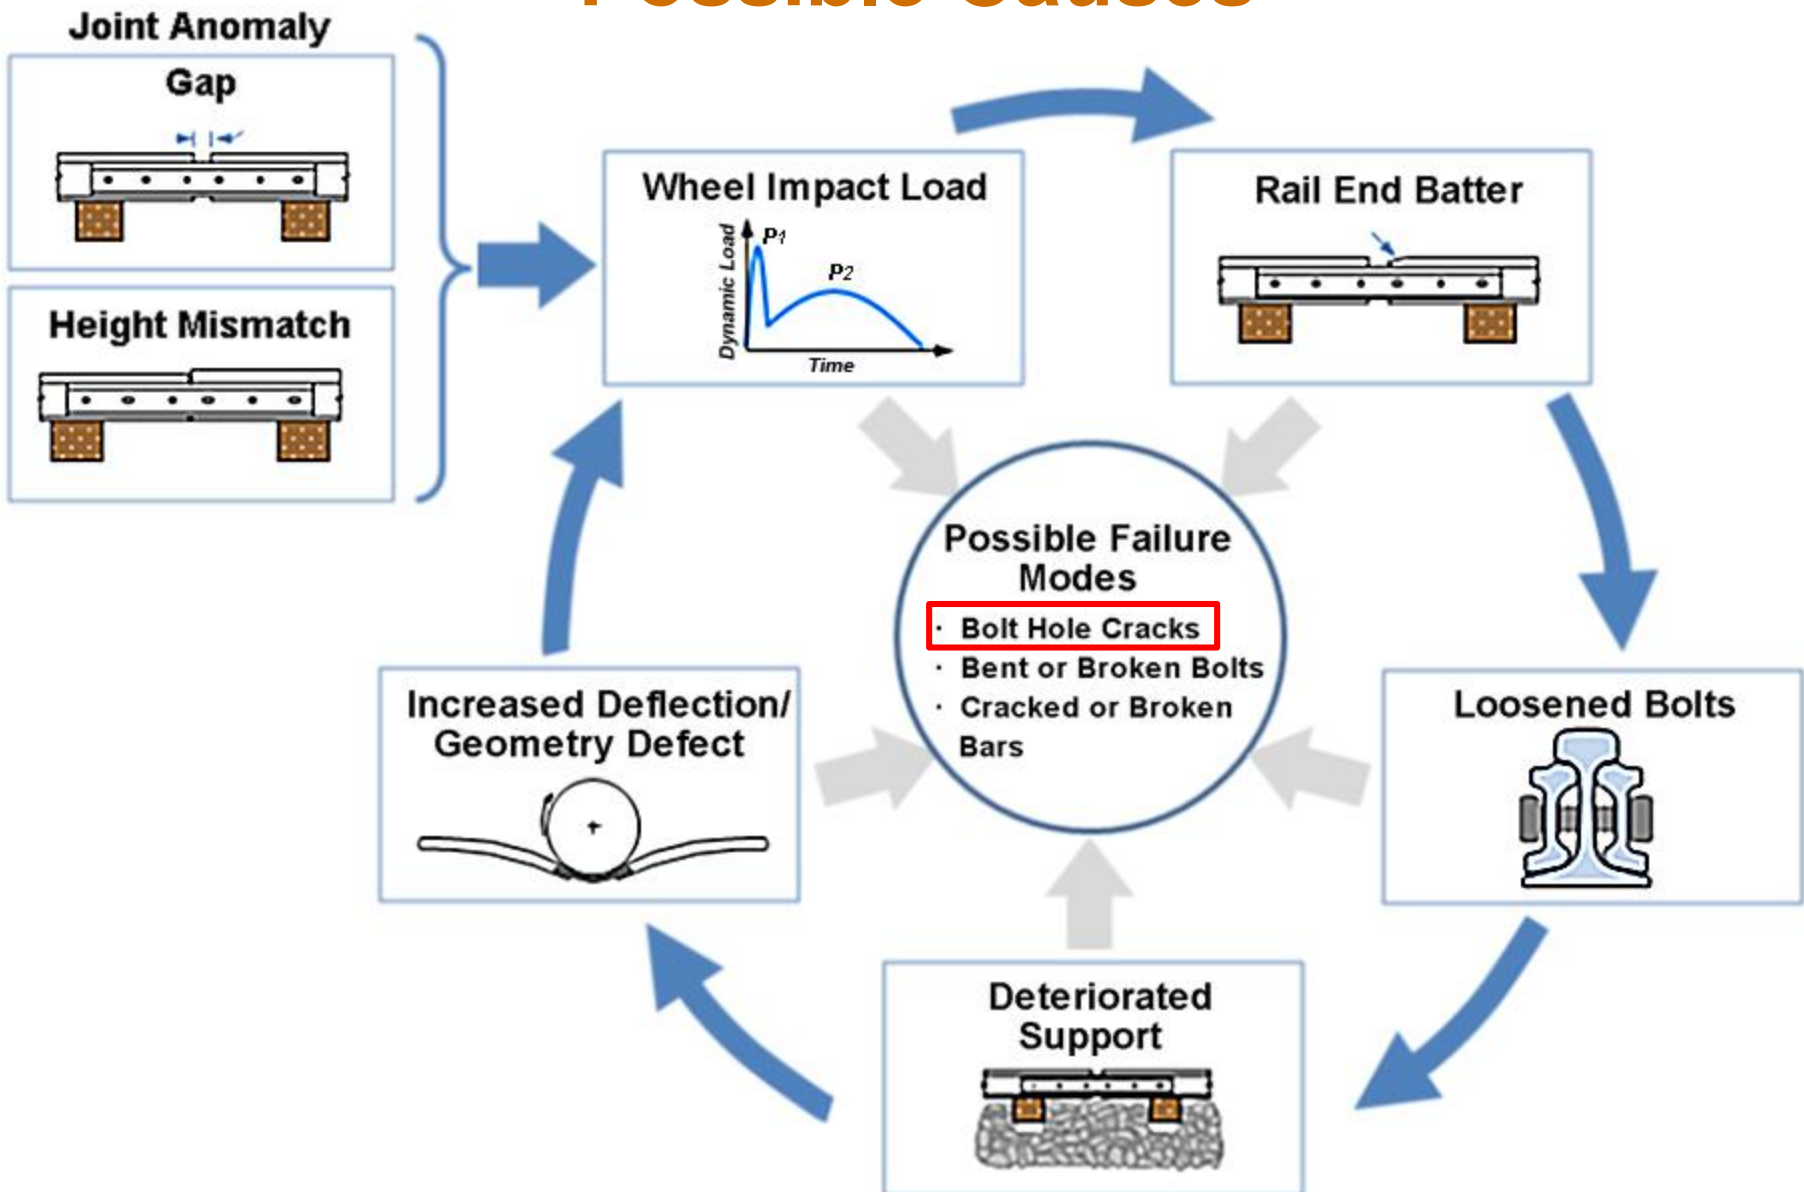 Possible Causes
Joint Anomaly
Gap
Height Mismatch
Wheel Impact Load
Dynamic Load
P1
P2
Time
Rail End Batter
Possible Failure
Modes
· Bolt Hole Cracks
· Bent or Broken Bolts
· Cracked or Broken
Bars
Increased Deflection/
Geometry Defect
Loosened Bolts
Deteriorated
Support